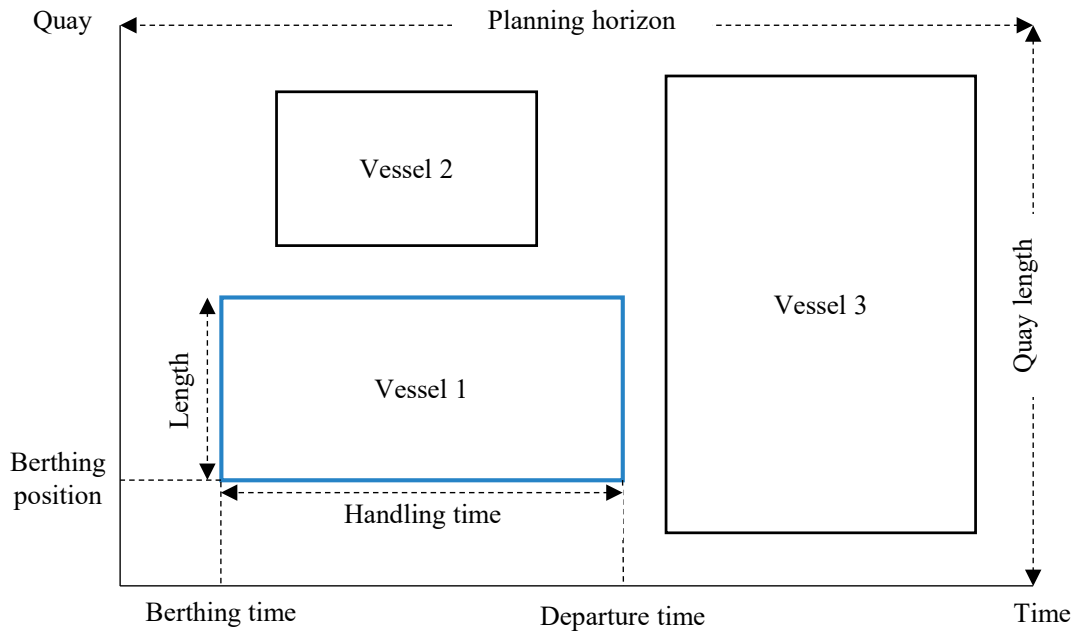 Quay
Planning horizon
Vessel 2
Vessel 3
Quay length
Length
Vessel 1
Berthing
position
Handling time
Berthing time
Departure time
Time